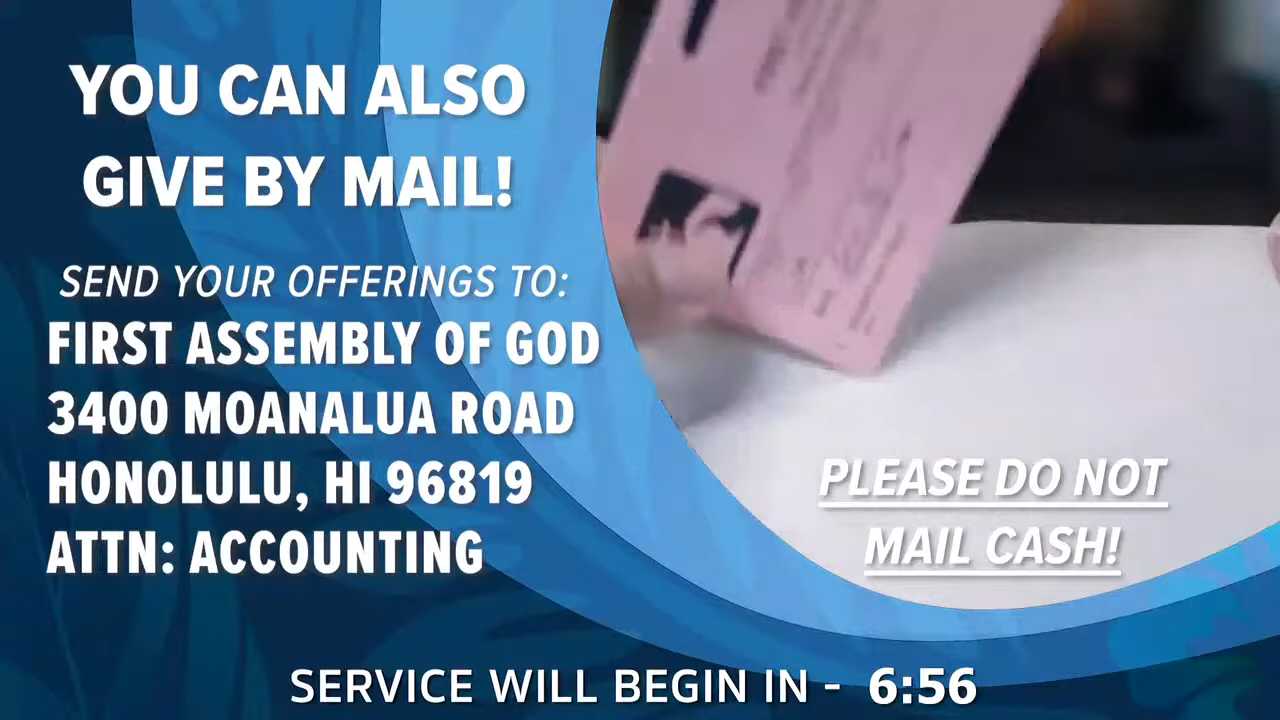 YOU CAN ALSO
GIVE BY MAIL!
SEND YOUR OFFERINGS TO:
FIRST ASSEMBLY OF GOD
3400 MOANALUA ROAD
HONOLULU, HI 96819
ATTN: ACCOUNTING
PLEASE DO NOT
MAIL CASH!
SERVICE WILL BEGIN IN - 6:56